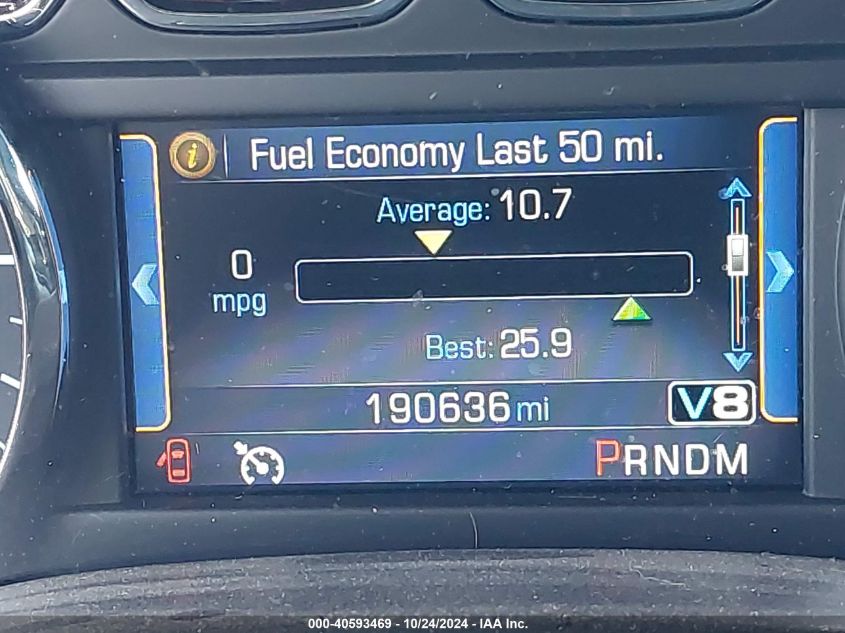 i Fuel Economy Last 50 mi.
Average: 10.7
0
mpg
Best: 25.9
190636 mi V8
PRNDM
000-40593469 - 10/24/2024 - IAA Inc.